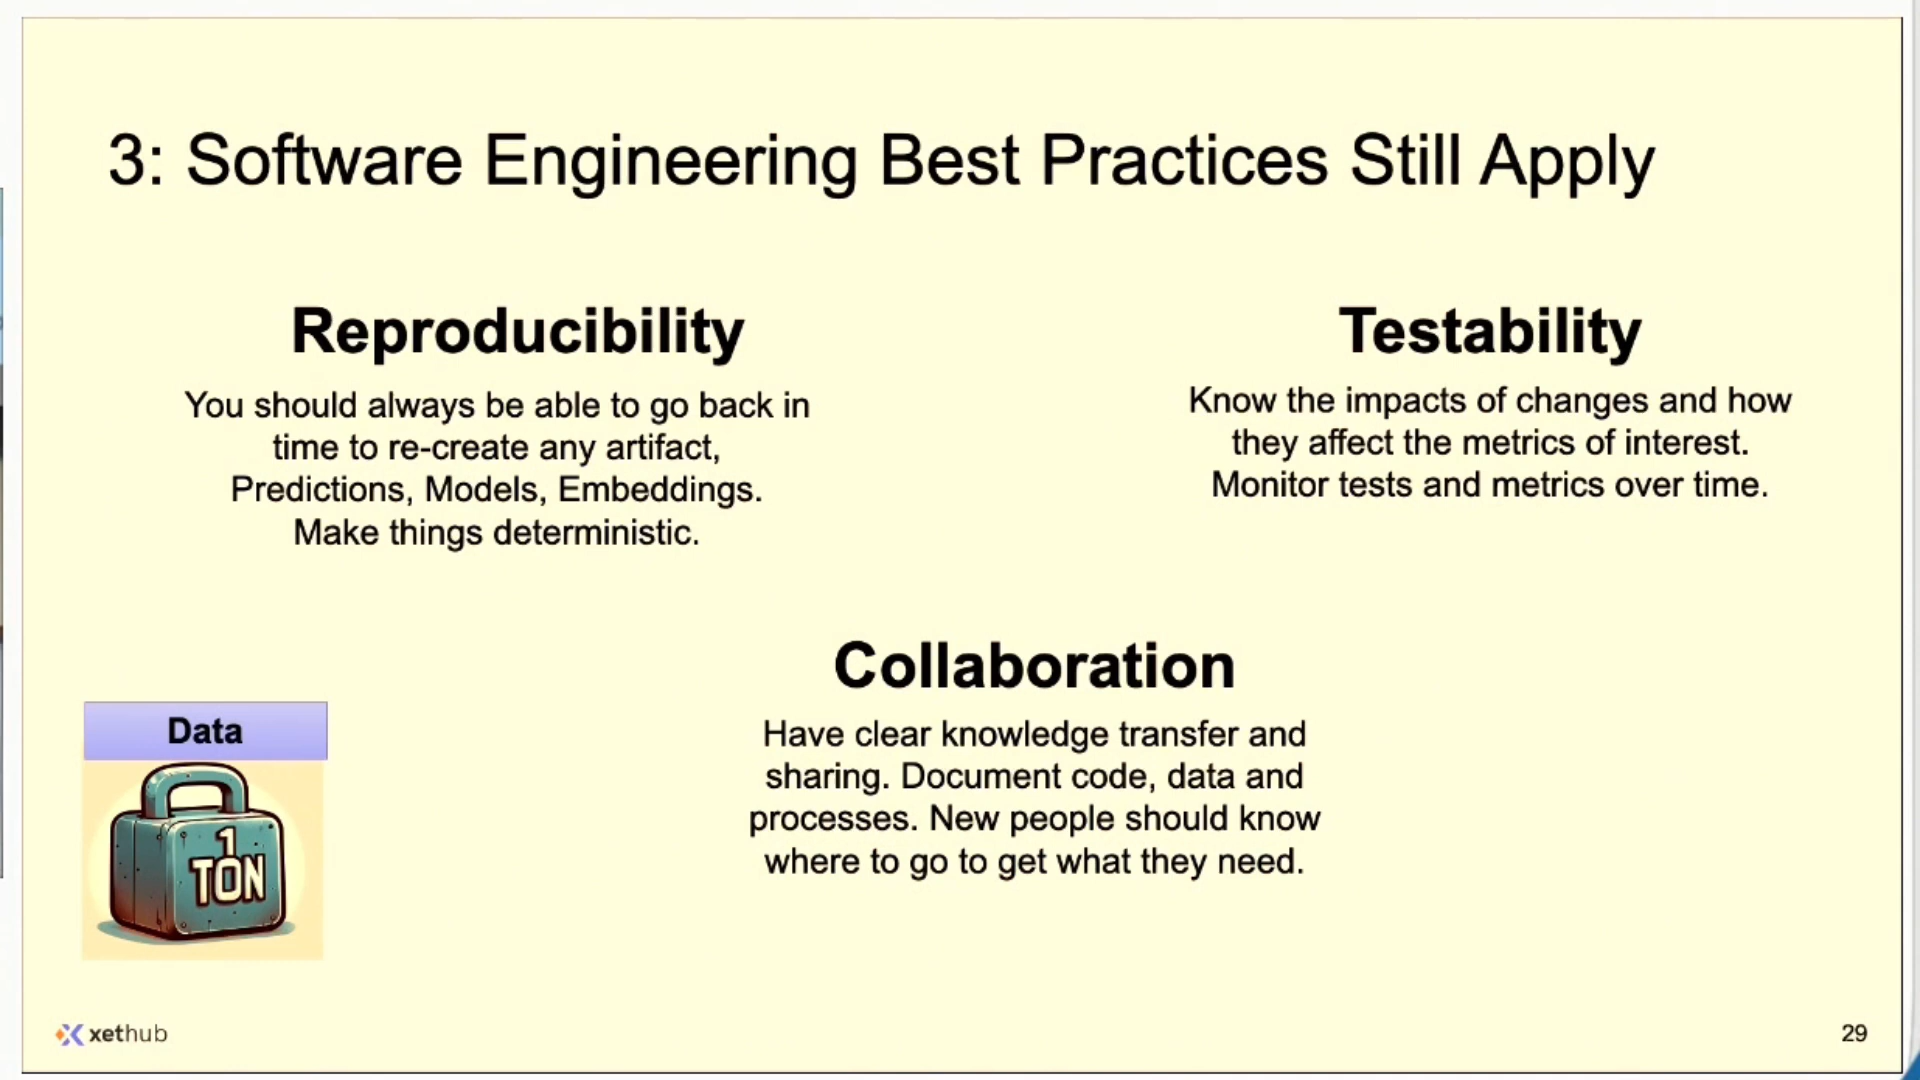 3: Software Engineering Best Practices Still Apply
Reproducibility
You should always be able to go back in
time to re-create any artifact,
Predictions, Models, Embeddings.
Make things deterministic.
Testability
Know the impacts of changes and how
they affect the metrics of interest.
Monitor tests and metrics over time.
Collaboration
Have clear knowledge transfer and
sharing. Document code, data and
processes. New people should know
where to go to get what they need.
Data
1
TON
xethub
29